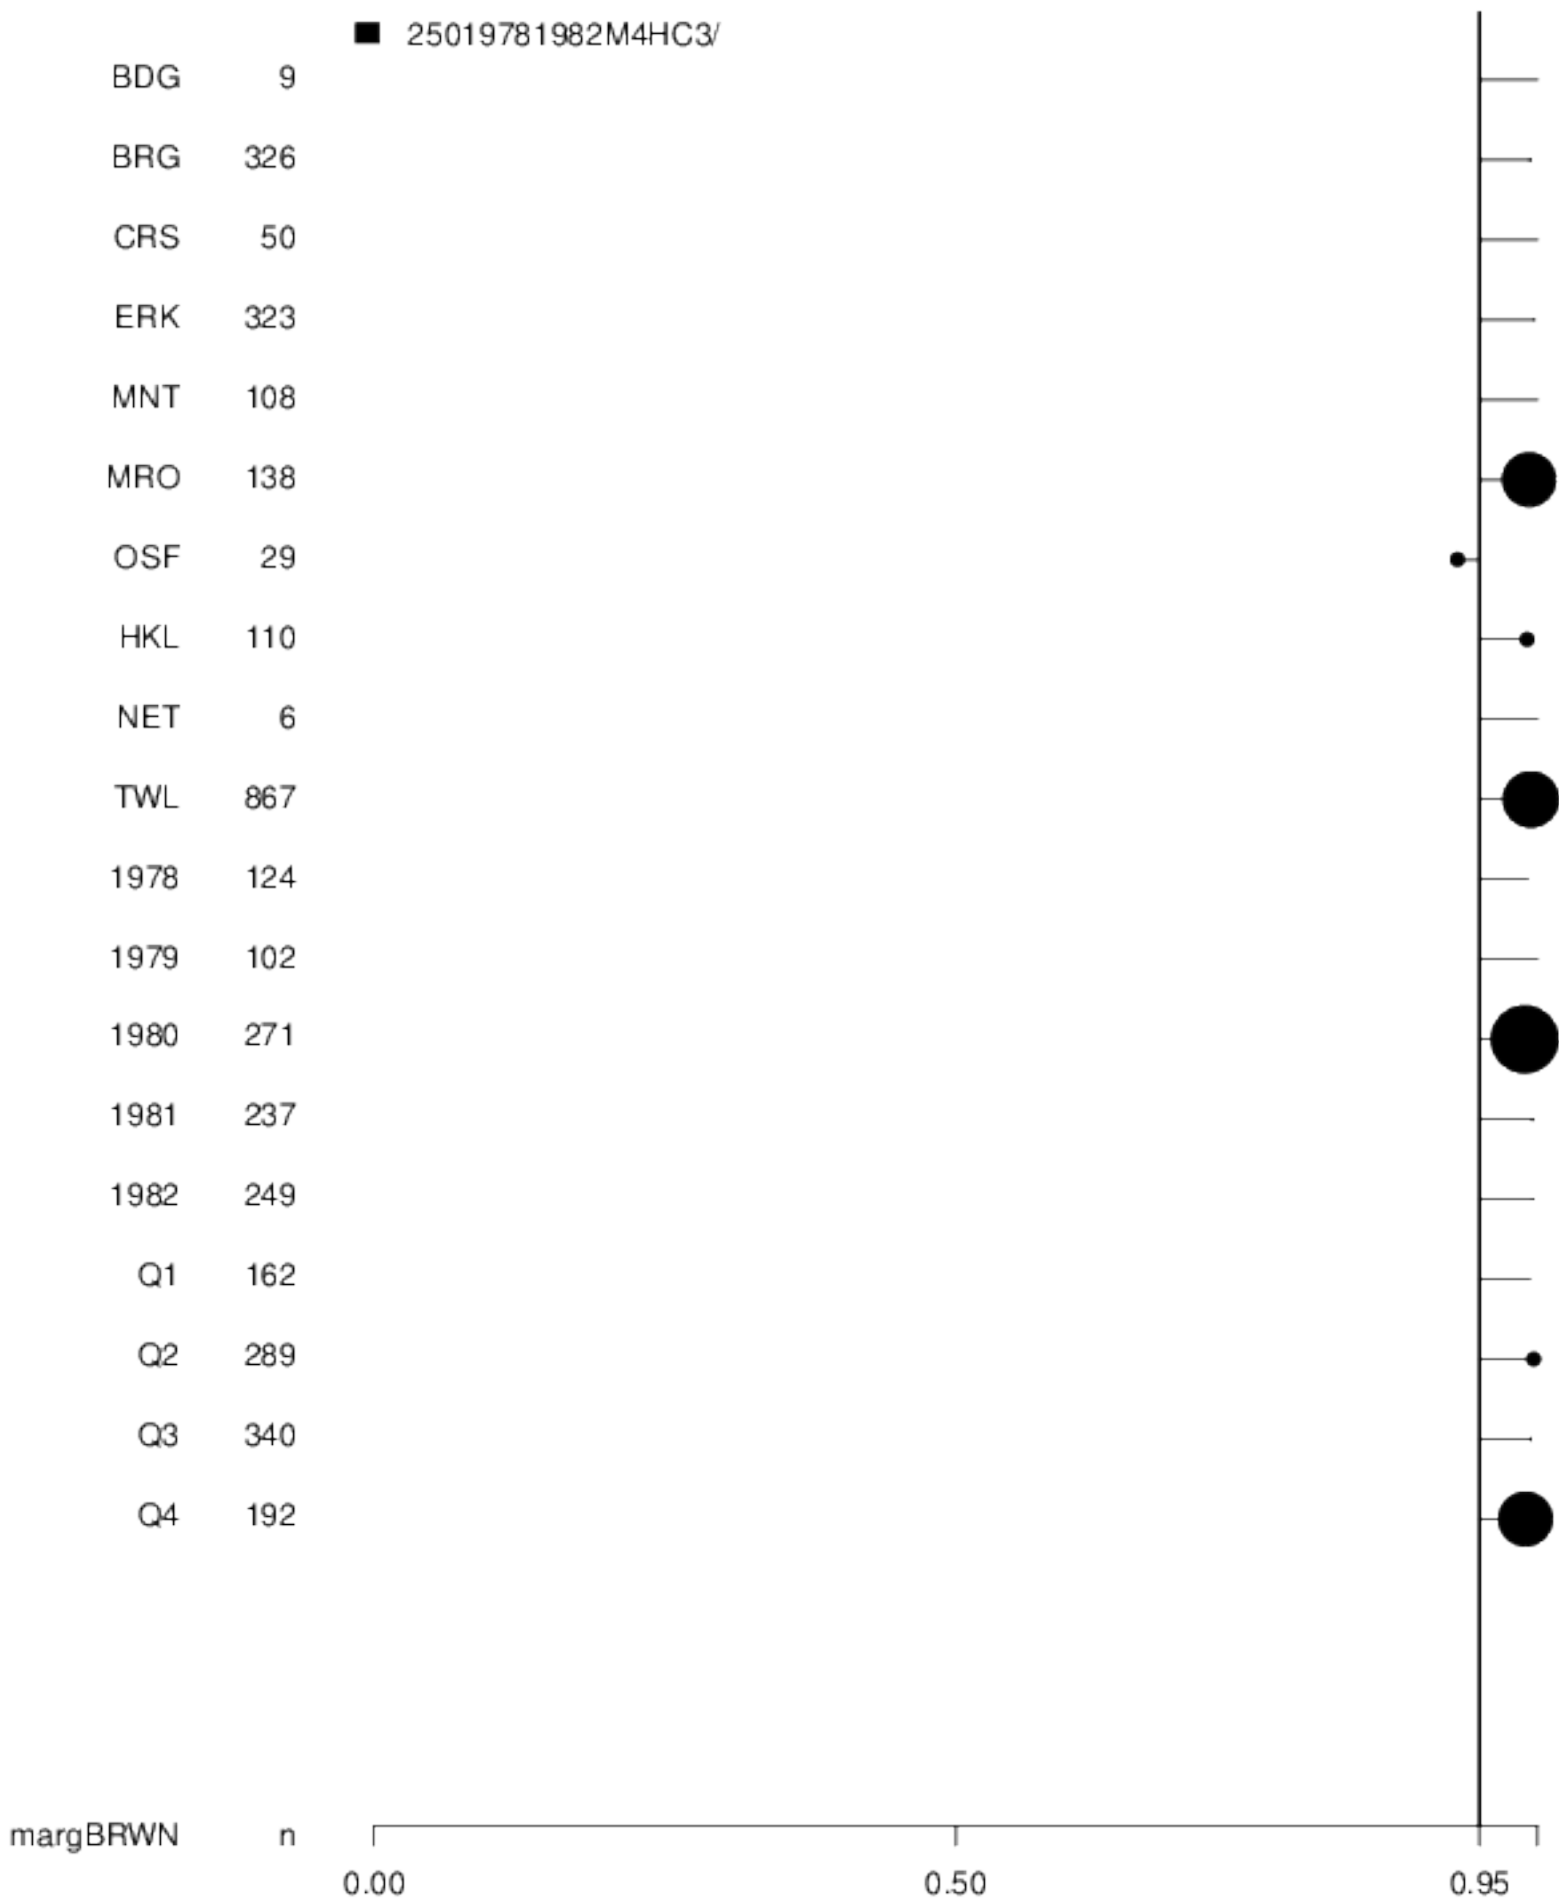 25019781982M4HC3/
BDG 9
BRG 326
CRS 50
ERK 323
MNT 108
MRO 138
OSF 29
HKL 110
NET 6
TWL 867
1978 124
1979 102
1980 271
1981 237
1982 249
Q1 162
Q2 289
Q3 340
Q4 192
margBRWN n
0.00 0.50 0.95